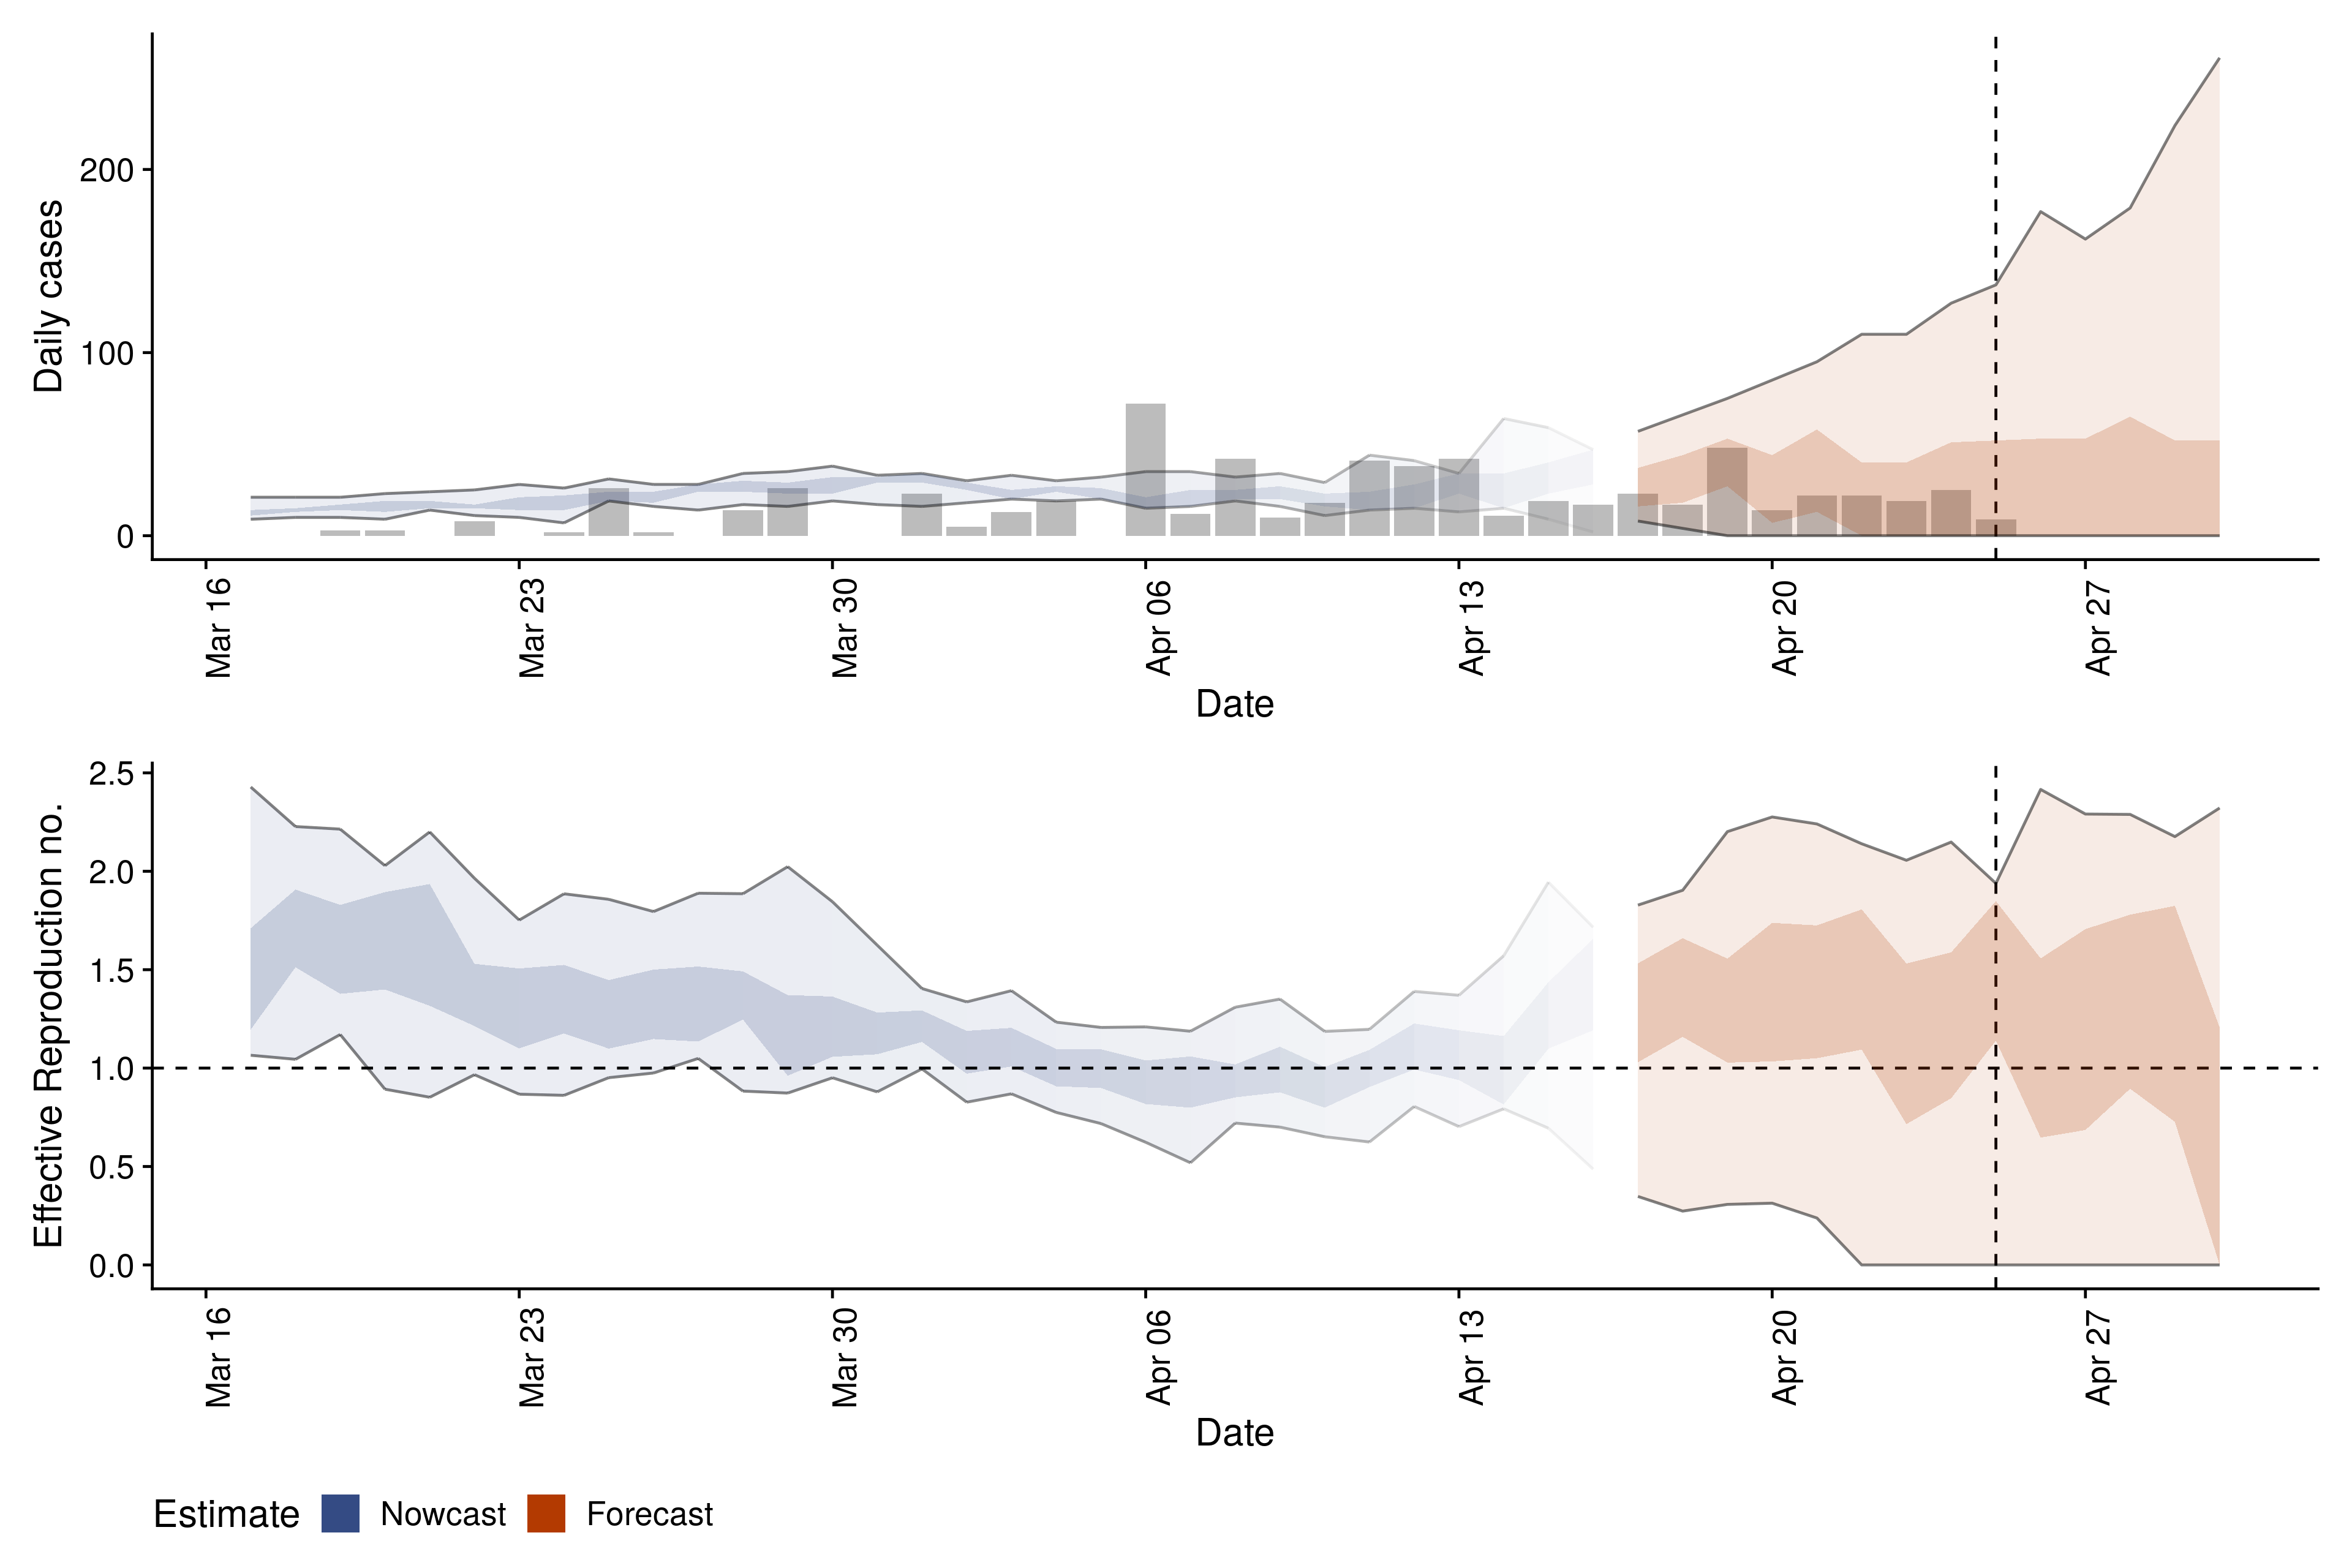 Daily cases
200
100
0
Mar 16
Mar 23
Mar 30
Apr 06
Apr 13
Apr 20
Apr 27
Date
Effective Reproduction no.
2.5
2.0
1.5
1.0
0.5
0.0
Mar 16
Mar 23
Mar 30
Apr 06
Apr 13
Apr 20
Apr 27
Date
Estimate Nowcast Forecast